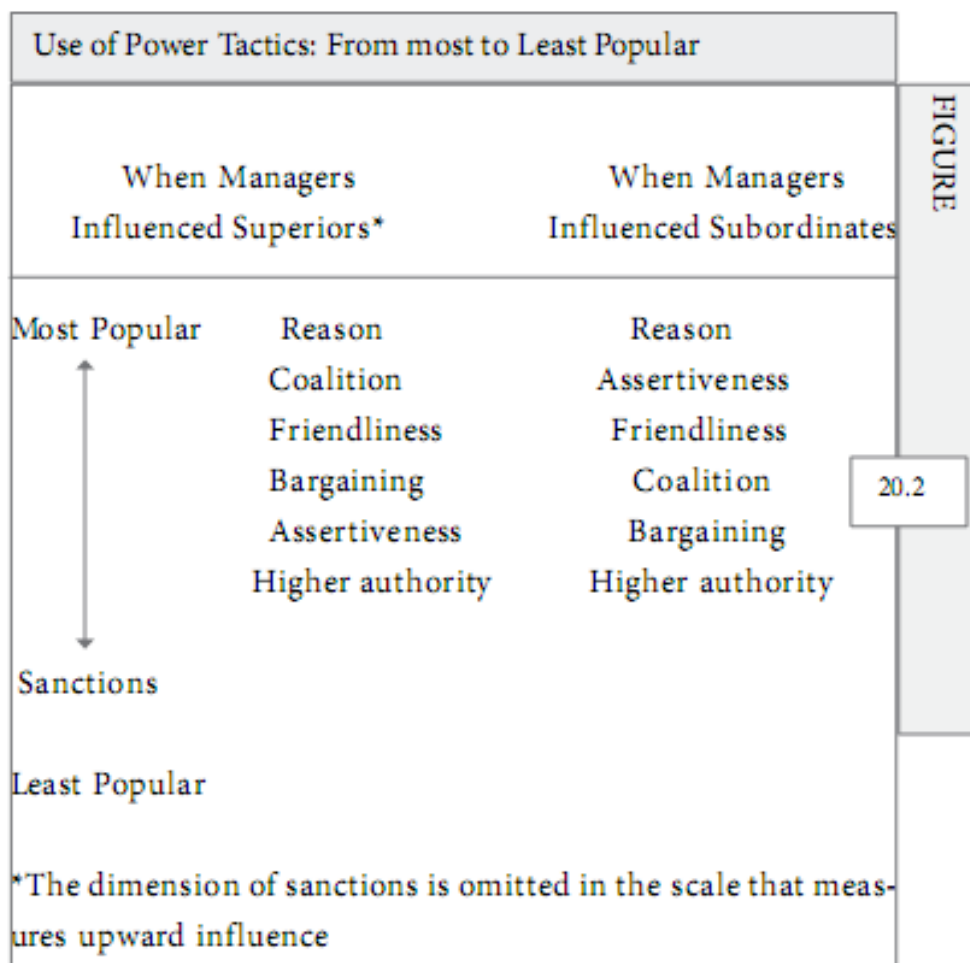 Use of Power Tactics: From most to Least Popular
FIGURE
When Managers When Managers
Influenced Superiors* Influenced Subordinates
Most Popular Reason Reason
Coalition Assertiveness
Friendliness Friendliness
Bargaining Coalition
20.2
Assertiveness Bargaining
Higher authority Higher authority
Sanctions
Least Popular
*The dimension of sanctions is omitted in the scale that meas-
ures upward influence